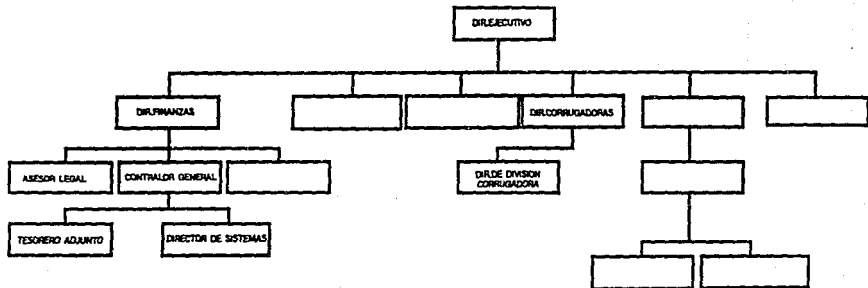 DIR.EJECUTIVO
DIR.FINANZAS
DIR.CORRUGADORAS
ASESOR LEGAL
CONTRALOR GENERAL
DIR.DE DIVISION
CORRUGADORA
TESORERO ADJUNTO
DIRECTOR DE SISTEMAS